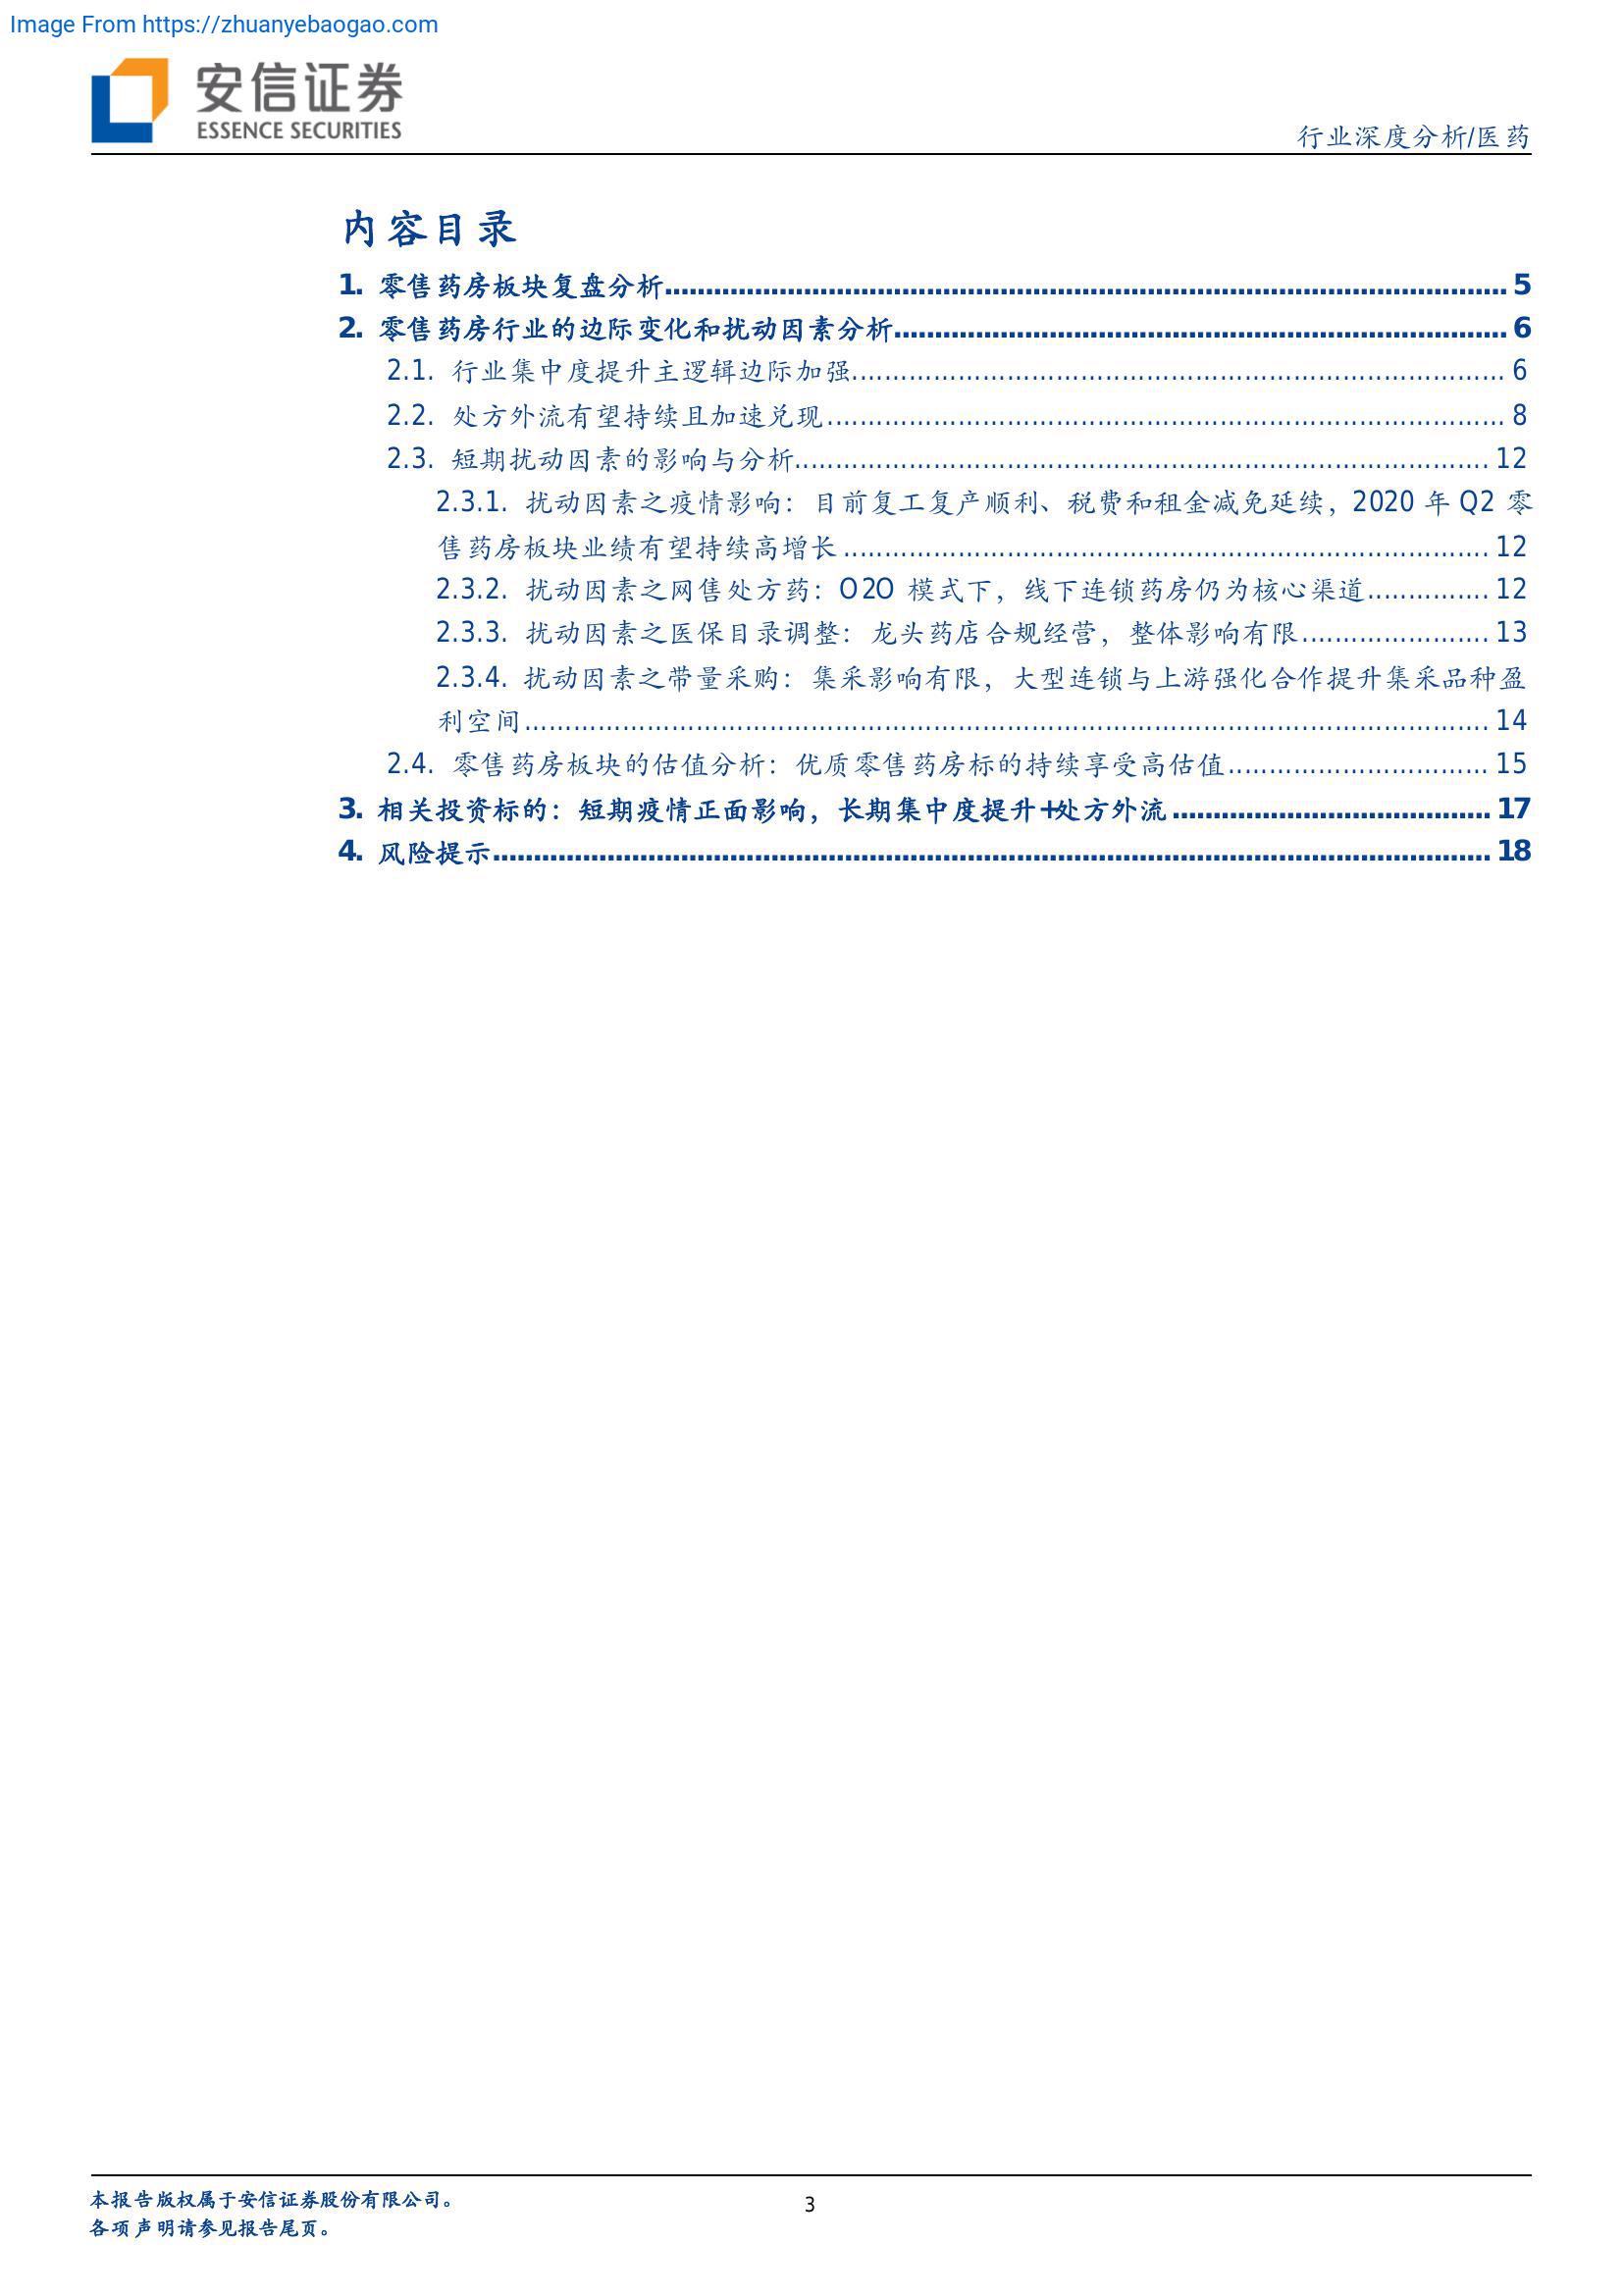 Image From https://zhuanyebaogao.com
安信证券
ESSENCE SECURITIES
行业深度分析/医药
内容目录
1. 零售药房板块复盘分析 5
2. 零售药房行业的边际变化和扰动因素分析 6
2.1. 行业集中度提升主逻辑边际加强 6
2.2. 处方外流有望持续且加速兑现 8
2.3. 短期扰动因素的影响与分析 12
2.3.1. 扰动因素之疫情影响：目前复工复产顺利、税费和租金减免延续，2020 年 Q2 零
售药房板块业绩有望持续高增长 12
2.3.2. 扰动因素之网售处方药：O2O 模式下，线下连锁药房仍为核心渠道 12
2.3.3. 扰动因素之医保目录调整：龙头药店合规经营，整体影响有限 13
2.3.4. 扰动因素之带量采购：集采影响有限，大型连锁与上游强化合作提升集采品种盈
利空间 14
2.4. 零售药房板块的估值分析：优质零售药房标的持续享受高估值 15
3. 相关投资标的：短期疫情正面影响，长期集中度提升+处方外流 17
4. 风险提示 18
本报告版权属于安信证券股份有限公司。
3
各项声明请参见报告尾页。